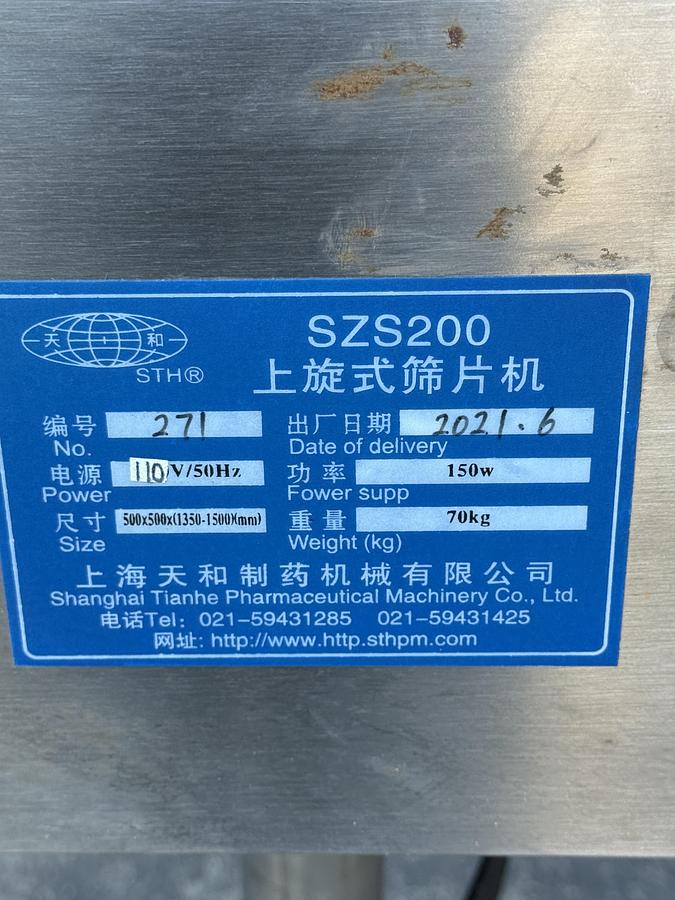 天 和
STH®
SZS200
上旋式筛片机
编号 271 出厂日期 2021.6
No. Date of delivery
电源 110V/50Hz 功率 150w
Power Fower supp
尺寸 500x500x(1350-1500)(mm) 重量 70kg
Size Weight (kg)
上海天和制药机械有限公司
Shanghai Tianhe Pharmaceutical Machinery Co., Ltd.
电话Tel: 021-59431285 021-59431425
网址: http://www.http.sthpm.com